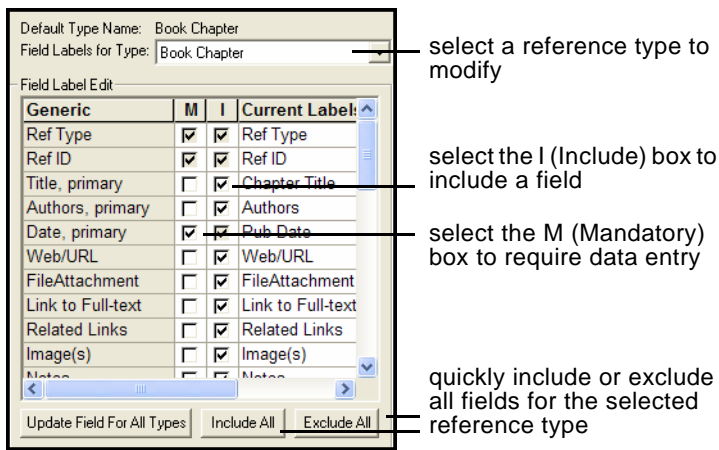 Default Type Name: Book Chapter
Field Labels for Type: Book Chapter
select a reference type to
modify
Field Label Edit
Generic M I Current Labels
Ref Type Ref Type
Ref ID Ref ID
select the I (Include) box to
include a field
Title, primary Chapter Title
Authors, primary Authors
Date, primary Pub Date
select the M (Mandatory)
box to require data entry
Web/URL Web/URL
FileAttachment FileAttachment
Link to Full-text Link to Full-text
Related Links Related Links
Image(s) Image(s)
Notes Notes
quickly include or exclude
all fields for the selected
reference type
Update Field For All Types Include All Exclude All